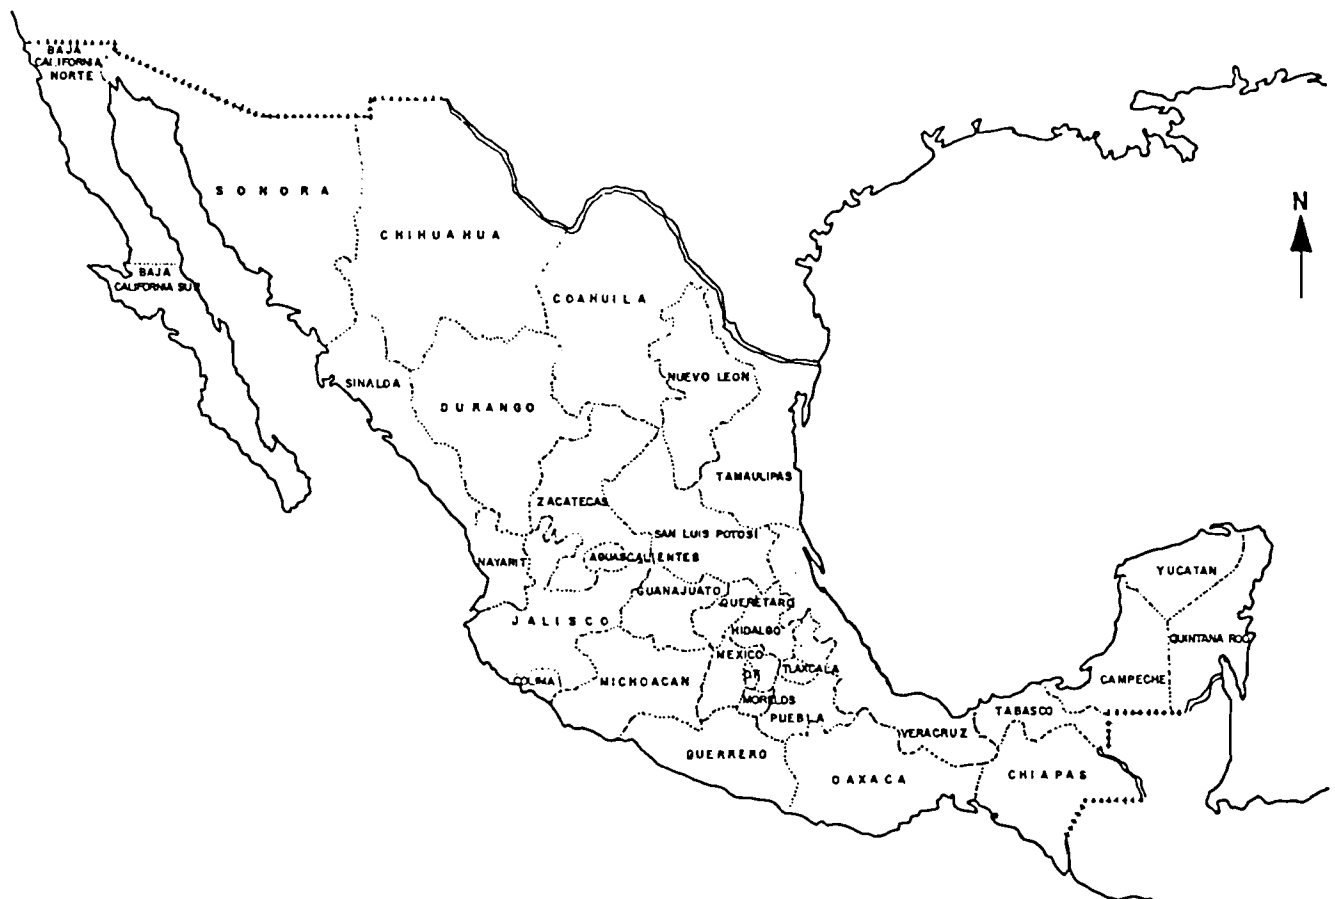 BAJA
CALIFORNIA
NORTE
SONORA
N
CHIHUAHUA
BAJA
CALIFORNIA SUR
COAHUILA
NUEVO LEON
SINALOA
DURANGO
TAMAULIPAS
ZACATECAS
SAN LUIS POTOSI
NAYARIT
AGUASCALIENTES
YUCATAN
GUANAJUATO
QUERETARO
JALISCO
HIDALGO
QUINTANA ROO
MEXICO
TLAXCALA
D.F.
COLIMA
MICHOACAN
CAMPECHE
MORELOS
TABASCO
PUEBLA
VERACRUZ
GUERRERO
OAXACA
CHIAPAS